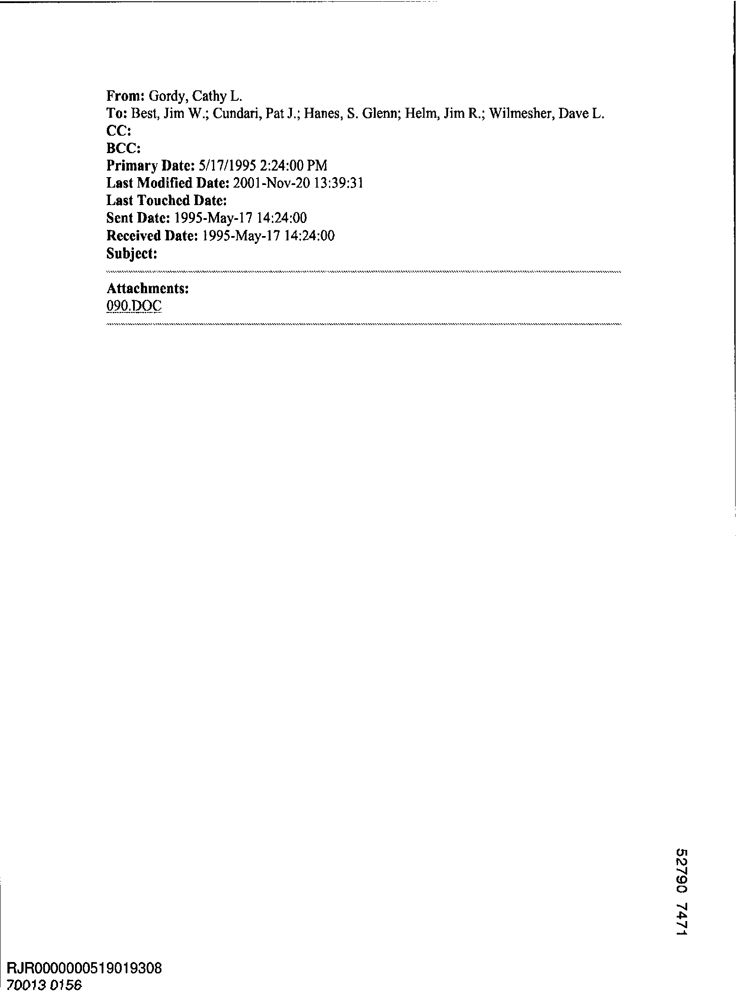 From: Gordy, Cathy L.
To: Best, Jim W.; Cundari, Pat J.; Hanes, S. Glenn; Helm, Jim R.; Wilmesher, Dave L.
CC:
BCC:
Primary Date: 5/17/1995 2:24:00 PM
Last Modified Date: 2001-Nov-20 13:39:31
Last Touched Date:
Sent Date: 1995-May-17 14:24:00
Received Date: 1995-May-17 14:24:00
Subject:
Attachments:
090.DOC
52790 7471
RJR0000000519019308
70013 0156